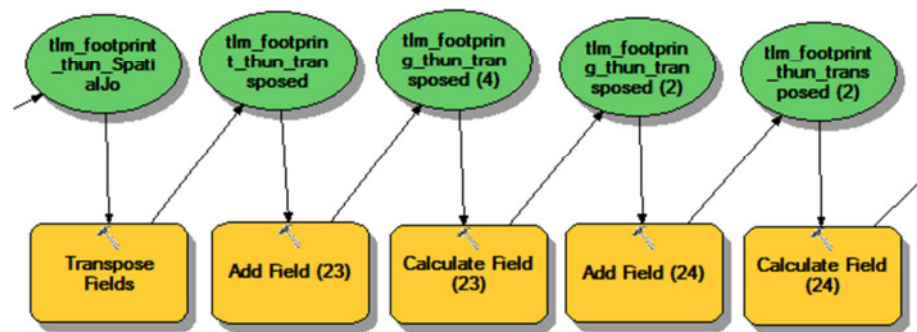 tlm_footprint
_thun_Spati
alJo
tlm_footprin
t_thun_tran
sposed
tlm_footprin
g_thun_tran
sposed (4)
tlm_footprin
g_thun_tran
sposed (2)
tlm_footprint
_thun_trans
posed (2)
Transpose
Fields
Add Field (23)
Calculate Field
(23)
Add Field (24)
Calculate Field
(24)